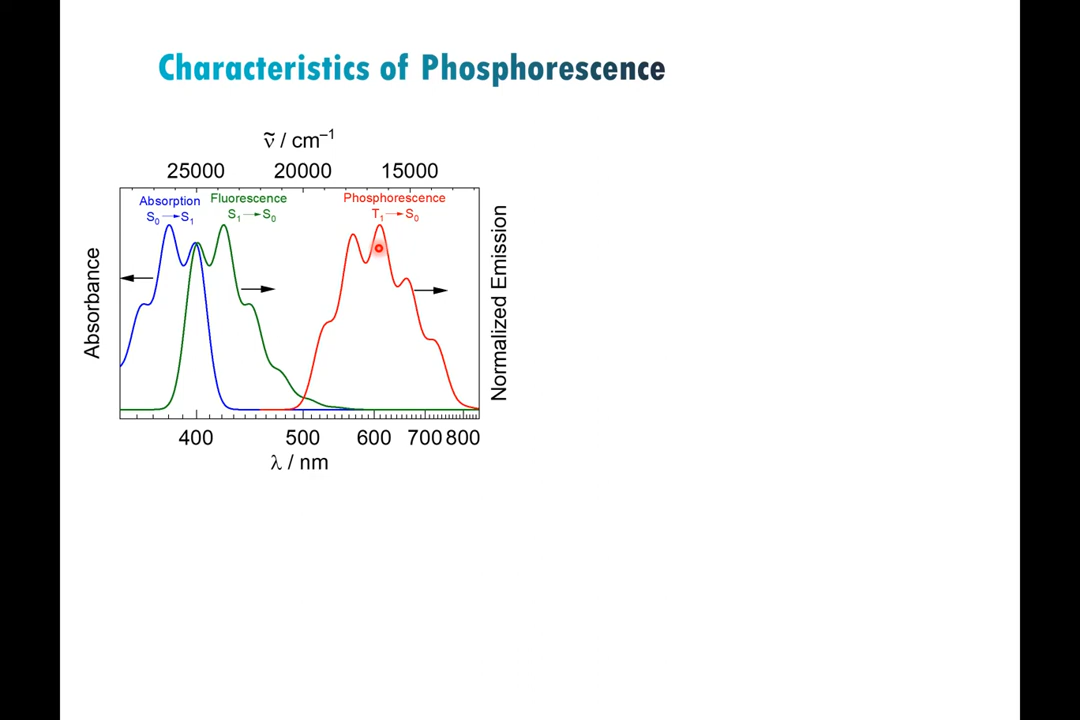 Characteristics of Phosphorescence
ν̃ / cm⁻¹
25000 20000 15000
Absorption Fluorescence Phosphorescence
S₀→S₁ S₁→S₀ T₁→S₀
Absorbance
Normalized Emission
400 500 600 700 800
λ / nm